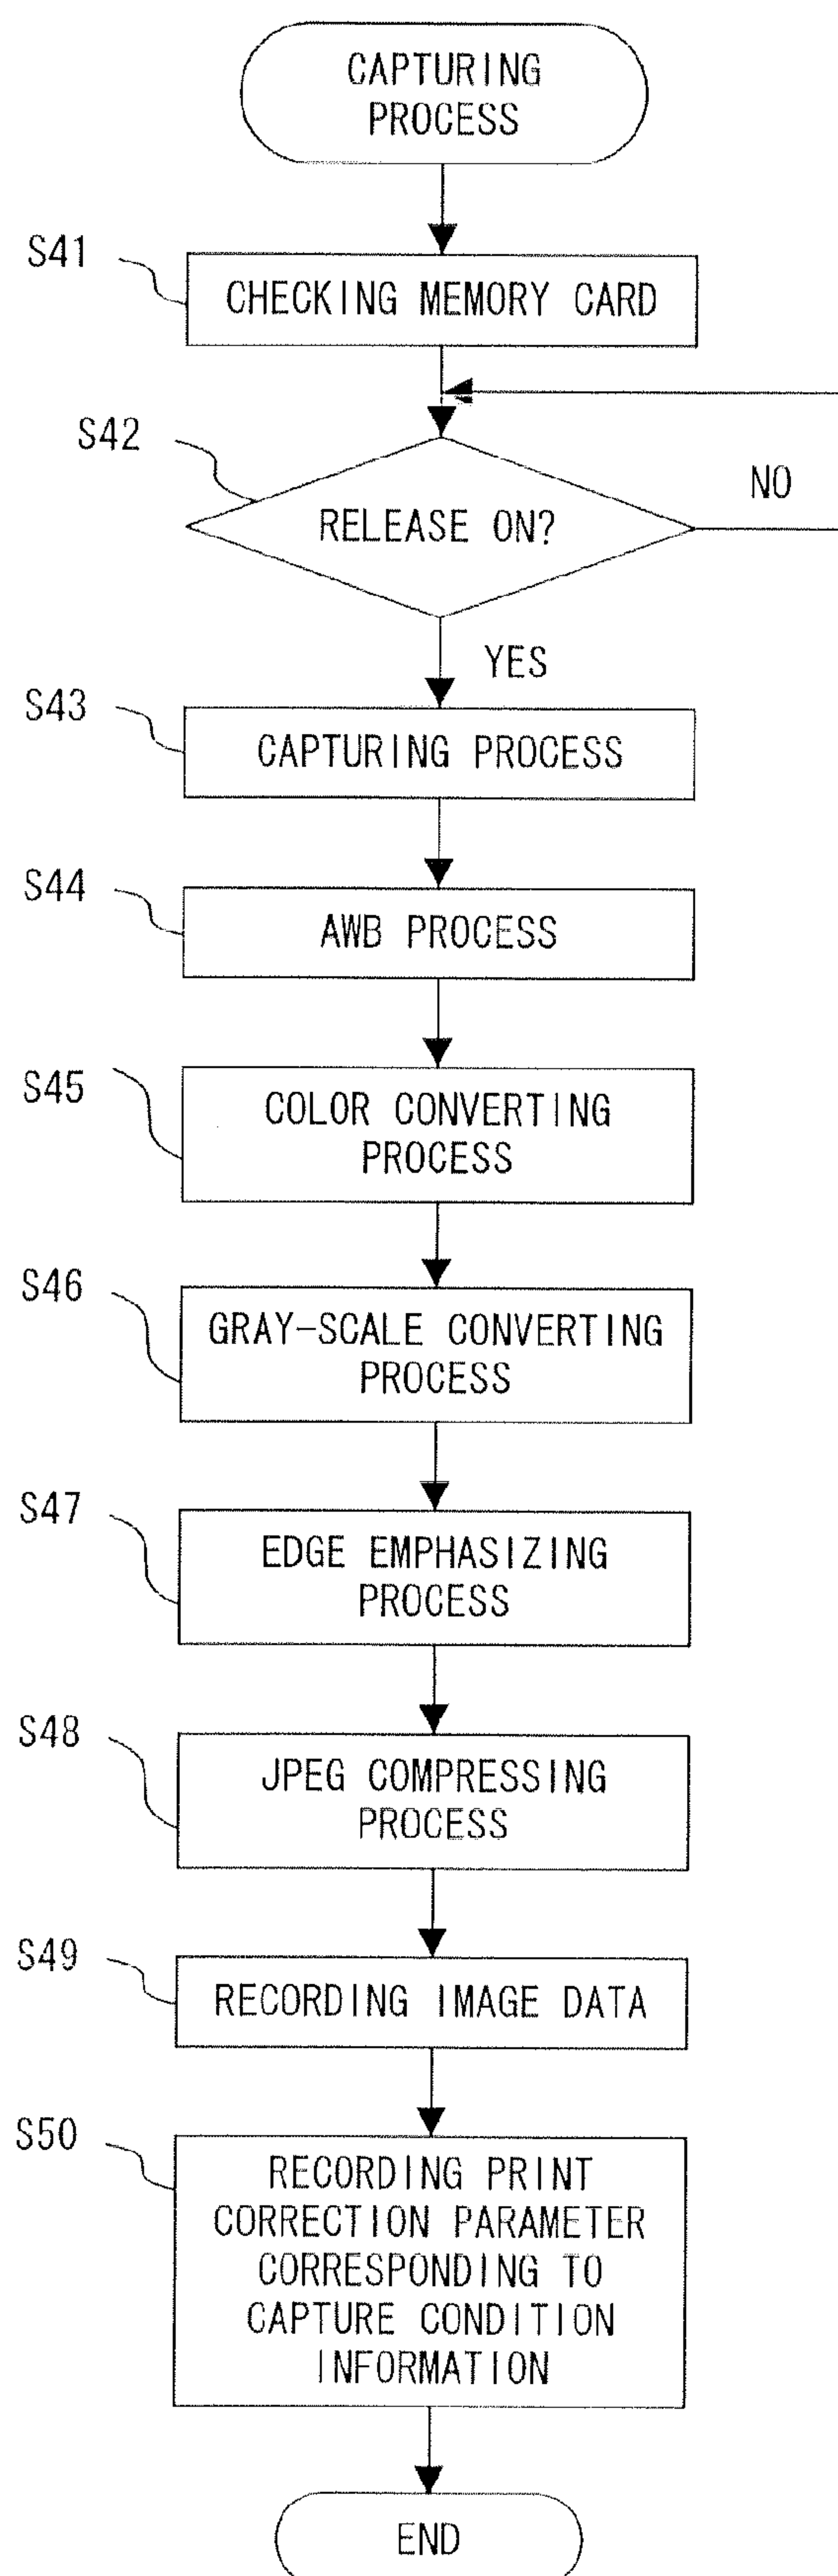 CAPTURING
PROCESS
S41
CHECKING MEMORY CARD
S42
RELEASE ON?
NO
YES
S43
CAPTURING PROCESS
S44
AWB PROCESS
S45
COLOR CONVERTING
PROCESS
S46
GRAY-SCALE CONVERTING
PROCESS
S47
EDGE EMPHASIZING
PROCESS
S48
JPEG COMPRESSING
PROCESS
S49
RECORDING IMAGE DATA
S50
RECORDING PRINT
CORRECTION PARAMETER
CORRESPONDING TO
CAPTURE CONDITION
INFORMATION
END